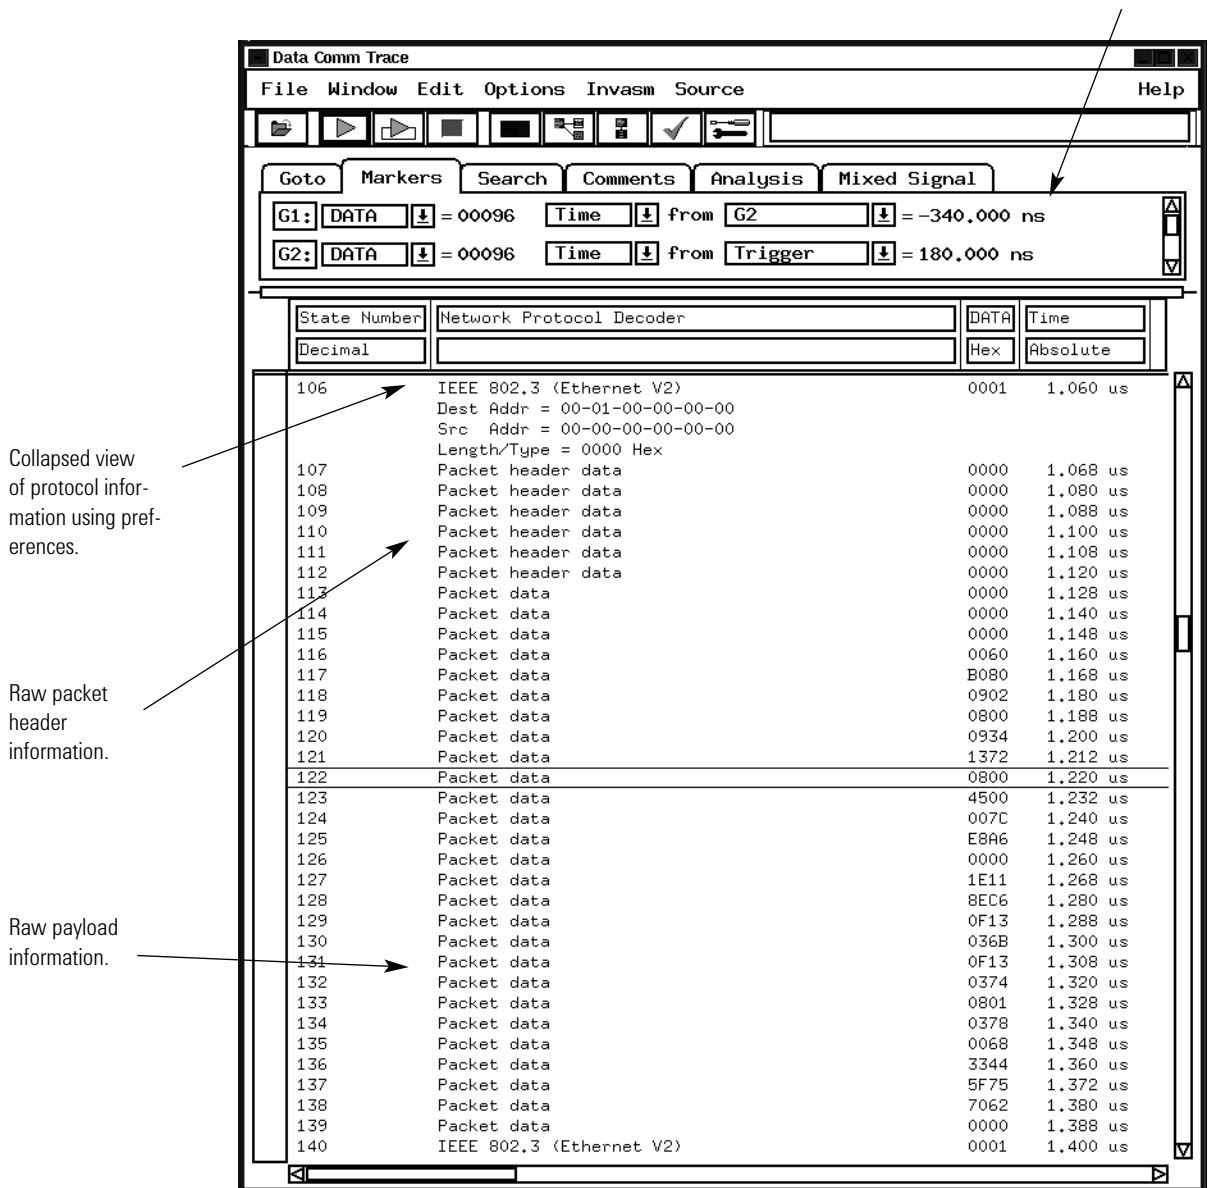 Data Comm Trace
File Window Edit Options Invasm Source Help
Goto Markers Search Comments Analysis Mixed Signal
G1: DATA = 00096 Time from G2 = -340.000 ns
G2: DATA = 00096 Time from Trigger = 180.000 ns
State Number Network Protocol Decoder DATA Time
Decimal Hex Absolute
106 IEEE 802.3 (Ethernet V2) 0001 1.060 us
Dest Addr = 00-01-00-00-00-00
Src Addr = 00-00-00-00-00-00
Length/Type = 0000 Hex
107 Packet header data 0000 1.068 us
108 Packet header data 0000 1.080 us
109 Packet header data 0000 1.088 us
110 Packet header data 0000 1.100 us
111 Packet header data 0000 1.108 us
112 Packet header data 0000 1.120 us
113 Packet data 0000 1.128 us
114 Packet data 0000 1.140 us
115 Packet data 0000 1.148 us
116 Packet data 0060 1.160 us
117 Packet data B080 1.168 us
118 Packet data 0902 1.180 us
119 Packet data 0800 1.188 us
120 Packet data 0934 1.200 us
121 Packet data 1372 1.212 us
122 Packet data 0800 1.220 us
123 Packet data 4500 1.232 us
124 Packet data 007C 1.240 us
125 Packet data E8A6 1.248 us
126 Packet data 0000 1.260 us
127 Packet data 1E11 1.268 us
128 Packet data 8EC6 1.280 us
129 Packet data 0F13 1.288 us
130 Packet data 036B 1.300 us
131 Packet data 0F13 1.308 us
132 Packet data 0374 1.320 us
133 Packet data 0801 1.328 us
134 Packet data 0378 1.340 us
135 Packet data 0068 1.348 us
136 Packet data 3344 1.360 us
137 Packet data 5F75 1.372 us
138 Packet data 7062 1.380 us
139 Packet data 0000 1.388 us
140 IEEE 802.3 (Ethernet V2) 0001 1.400 us
Collapsed view
of protocol infor-
mation using pref-
erences.
Raw packet
header
information.
Raw payload
information.